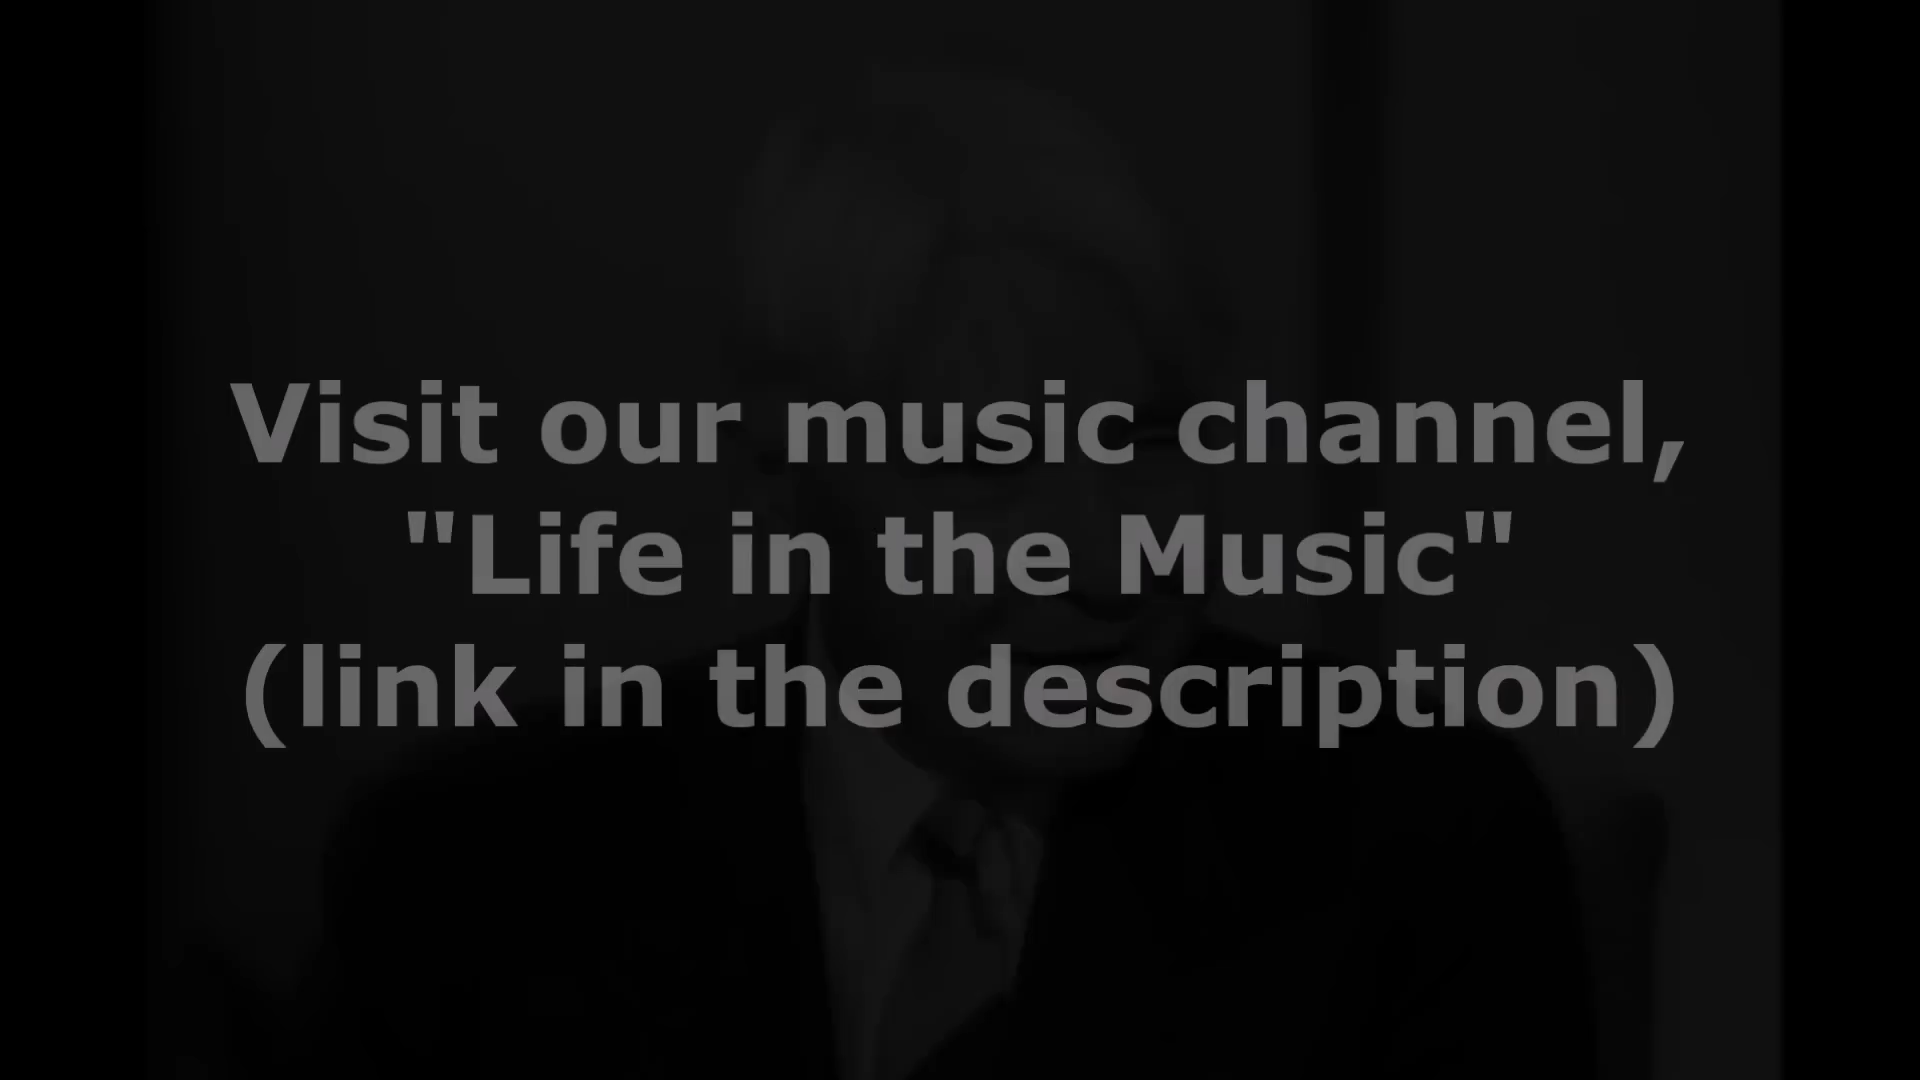 Visit our music channel,
"Life in the Music"
(link in the description)